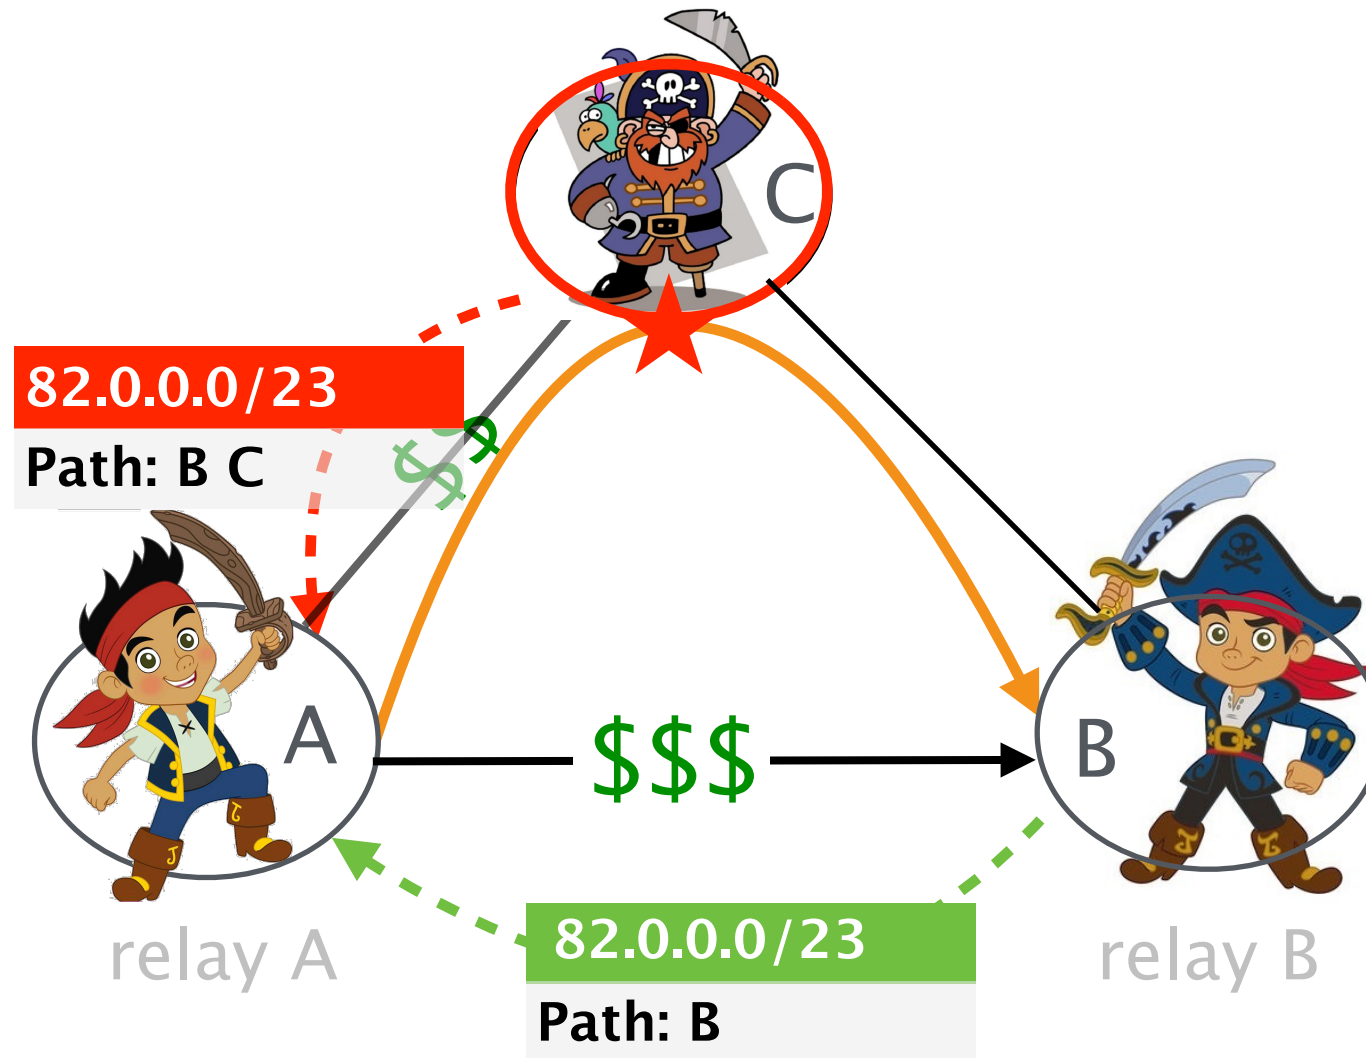 C
82.0.0.0/23
Path: B C
$$
A
$$$
B
relay A
relay B
82.0.0.0/23
Path: B